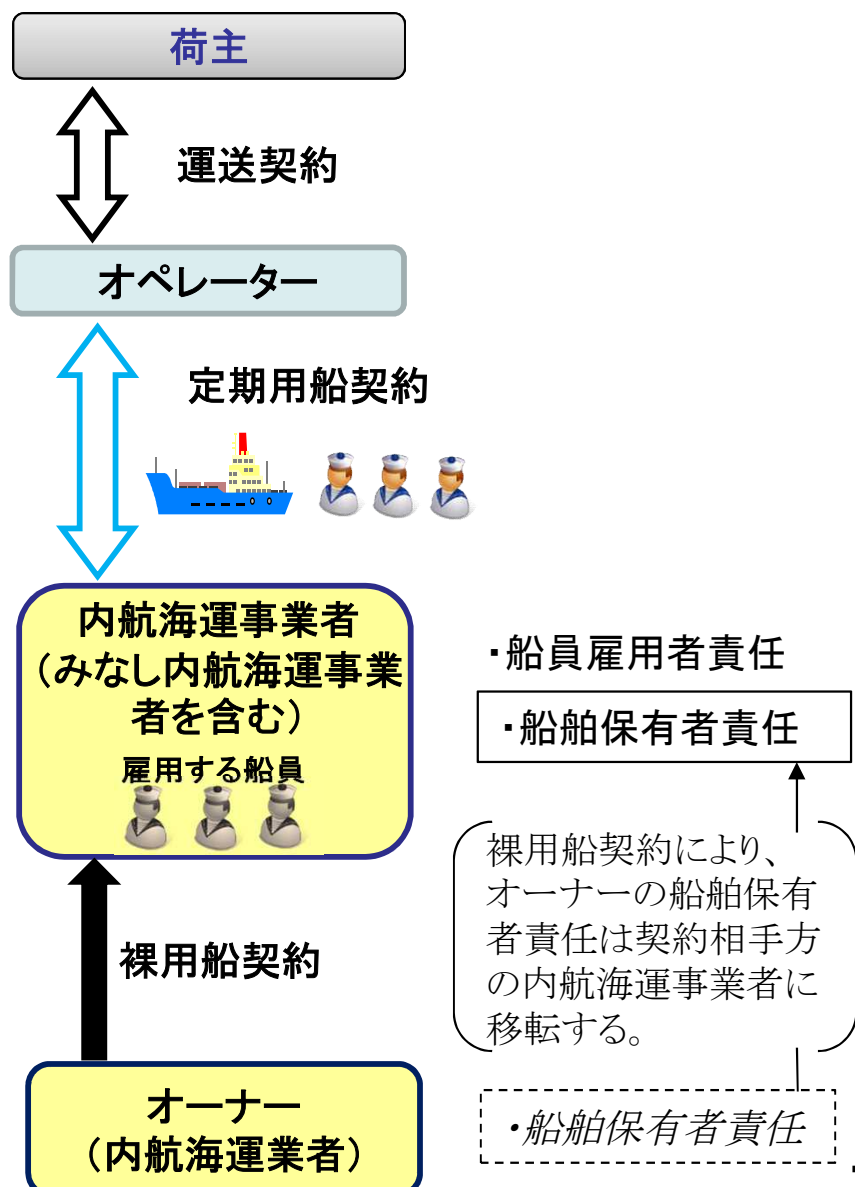 荷主
運送契約
オペレーター
定期用船契約
内航海運事業者
（みなし内航海運事業
者を含む）
雇用する船員
・船員雇用者責任
・船舶保有者責任
裸用船契約により、
オーナーの船舶保有
者責任は契約相手方
の内航海運事業者に
移転する。
裸用船契約
オーナー
（内航海運業者）
・船舶保有者責任